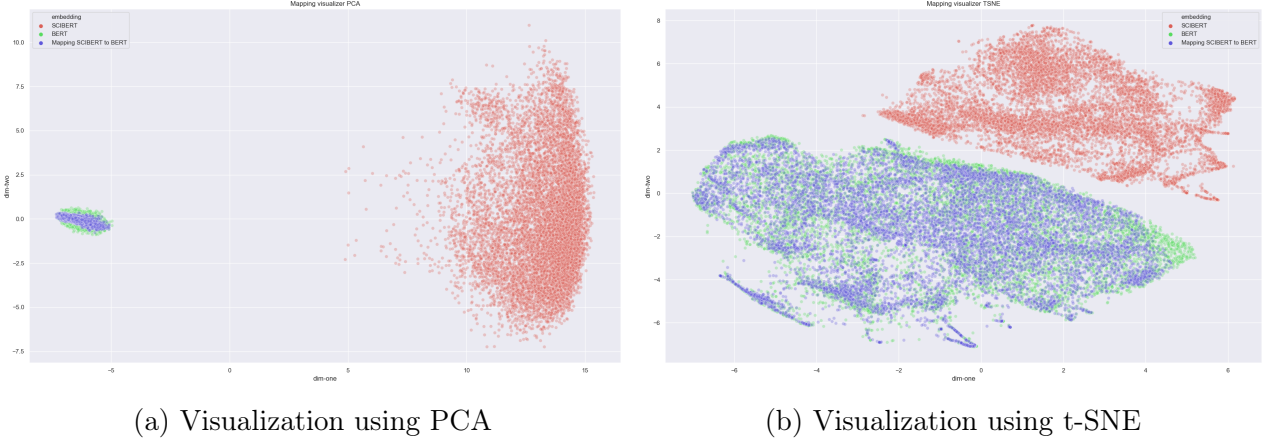 Mapping visualizer PCA
embedding
SCIBERT
BERT
Mapping SCIBERT to BERT
10.0
7.5
5.0
2.5
0.0
−2.5
−5.0
−7.5
dim-two
−5
0
5
10
15
dim-one
(a) Visualization using PCA
Mapping visualizer TSNE
embedding
SCIBERT
BERT
Mapping SCIBERT to BERT
8
6
4
2
0
−2
−4
−6
dim-two
−6
−4
−2
0
2
4
6
dim-one
(b) Visualization using t-SNE